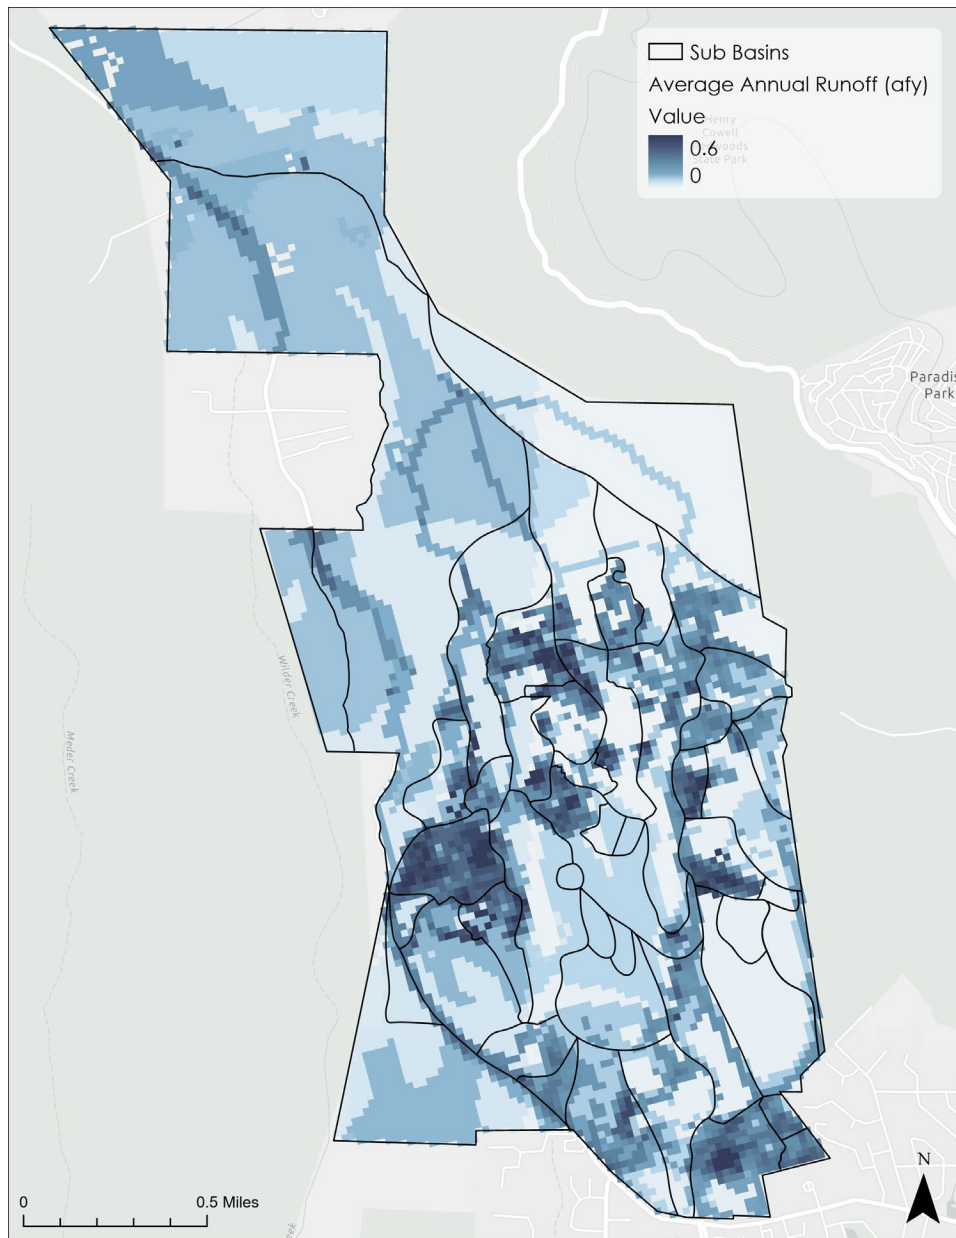 Sub Basins
Average Annual Runoff (afy)
Value
0.6
0
Henry
Cowell
State Park
Paradis
Park
Wilder Creek
Meder Creek
eek
0
0.5 Miles
N